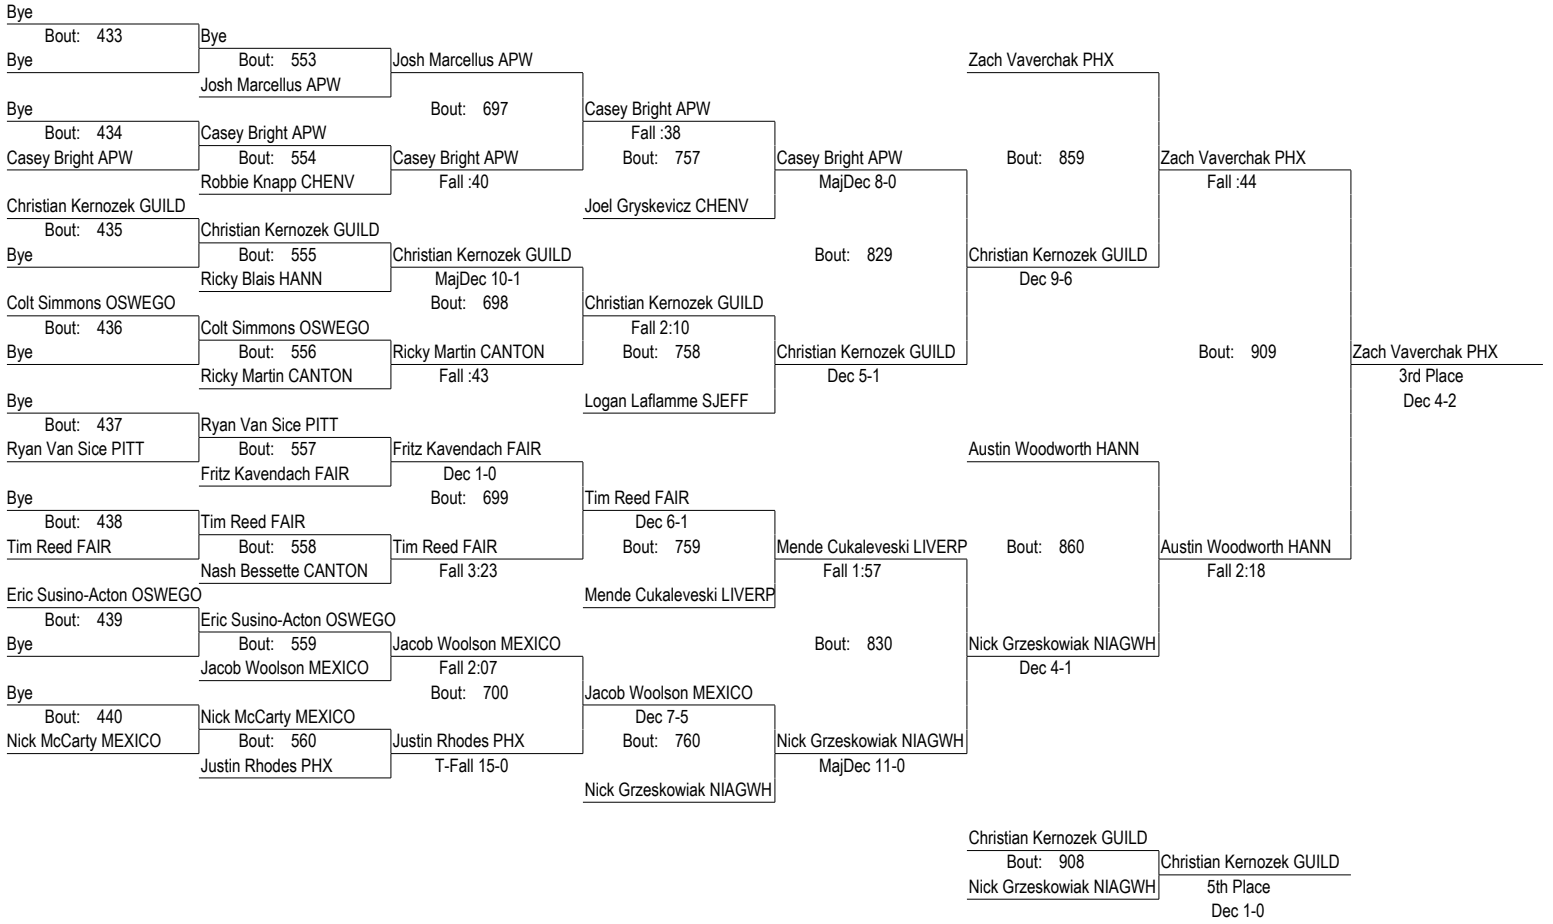 Bye
Bout: 433
Bye
Bye
Bout: 553
Josh Marcellus APW
Josh Marcellus APW
Zach Vaverchak PHX
Bye
Bout: 434
Casey Bright APW
Casey Bright APW
Bout: 554
Robbie Knapp CHENV
Bout: 697
Casey Bright APW
Fall :40
Casey Bright APW
Fall :38
Bout: 757
Joel Gryskevicz CHENV
Casey Bright APW
MajDec 8-0
Bout: 859
Zach Vaverchak PHX
Fall :44
Christian Kernozek GUILD
Bout: 435
Bye
Christian Kernozek GUILD
Bout: 555
Ricky Blais HANN
Christian Kernozek GUILD
MajDec 10-1
Bout: 698
Bout: 829
Christian Kernozek GUILD
Dec 9-6
Colt Simmons OSWEGO
Bout: 436
Bye
Colt Simmons OSWEGO
Bout: 556
Ricky Martin CANTON
Ricky Martin CANTON
Fall :43
Christian Kernozek GUILD
Fall 2:10
Bout: 758
Logan Laflamme SJEFF
Christian Kernozek GUILD
Dec 5-1
Bout: 909
Zach Vaverchak PHX
3rd Place
Dec 4-2
Bye
Bout: 437
Ryan Van Sice PITT
Ryan Van Sice PITT
Bout: 557
Fritz Kavendach FAIR
Fritz Kavendach FAIR
Dec 1-0
Bout: 699
Austin Woodworth HANN
Bye
Bout: 438
Tim Reed FAIR
Tim Reed FAIR
Bout: 558
Nash Bessette CANTON
Tim Reed FAIR
Fall 3:23
Tim Reed FAIR
Dec 6-1
Bout: 759
Mende Cukaleveski LIVERP
Mende Cukaleveski LIVERP
Fall 1:57
Bout: 860
Austin Woodworth HANN
Fall 2:18
Eric Susino-Acton OSWEGO
Bout: 439
Bye
Eric Susino-Acton OSWEGO
Bout: 559
Jacob Woolson MEXICO
Jacob Woolson MEXICO
Fall 2:07
Bout: 700
Bout: 830
Nick Grzeskowiak NIAGWH
Dec 4-1
Bye
Bout: 440
Nick McCarty MEXICO
Nick McCarty MEXICO
Bout: 560
Justin Rhodes PHX
Justin Rhodes PHX
T-Fall 15-0
Jacob Woolson MEXICO
Dec 7-5
Bout: 760
Nick Grzeskowiak NIAGWH
Nick Grzeskowiak NIAGWH
MajDec 11-0
Christian Kernozek GUILD
Bout: 908
Nick Grzeskowiak NIAGWH
Christian Kernozek GUILD
5th Place
Dec 1-0